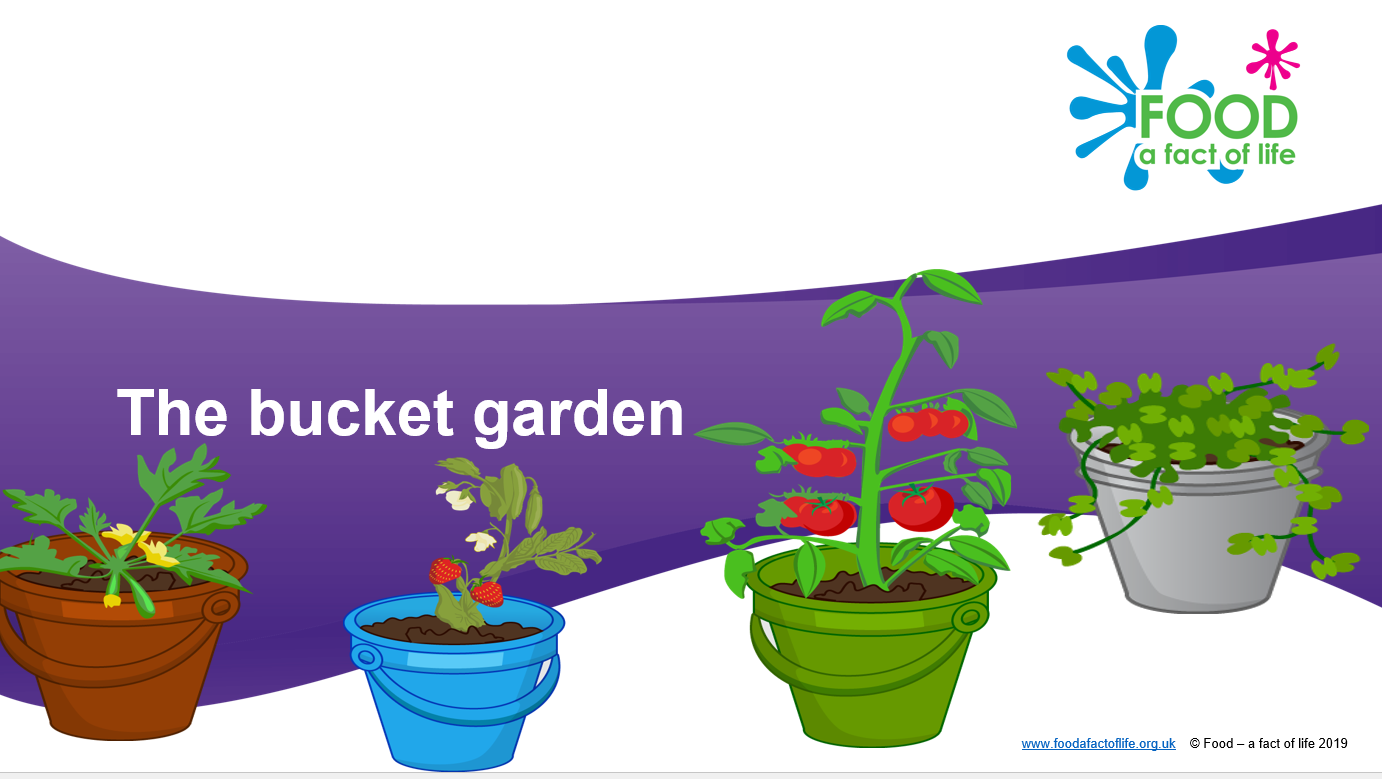 FOOD
a fact of life
The bucket garden
www.foodafactoflife.org.uk © Food – a fact of life 2019